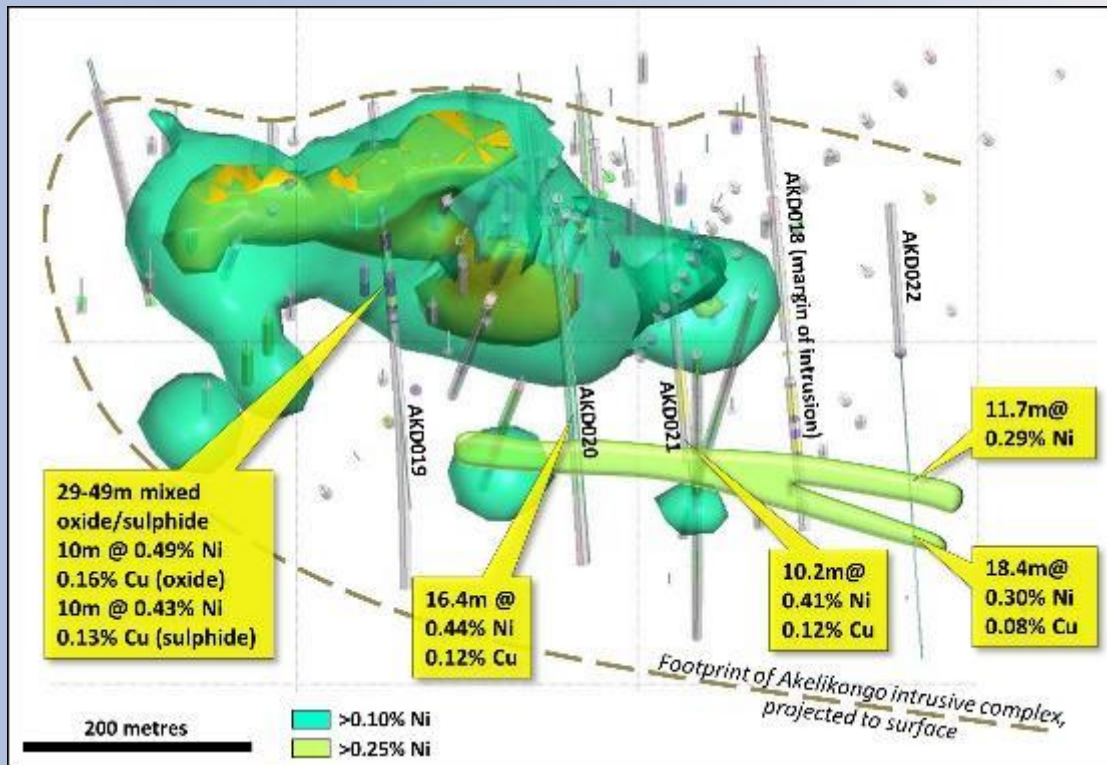 AKD018 (margin of intrusion)
AKD022
AKD019
AKD020
AKD021
11.7m@
0.29% Ni
29-49m mixed
oxide/sulphide
10m @ 0.49% Ni
0.16% Cu (oxide)
10m @ 0.43% Ni
0.13% Cu (sulphide)
16.4m @
0.44% Ni
0.12% Cu
10.2m@
0.41% Ni
0.12% Cu
18.4m@
0.30% Ni
0.08% Cu
Footprint of Akelikongo intrusive complex,
projected to surface
200 metres
>0.10% Ni
>0.25% Ni